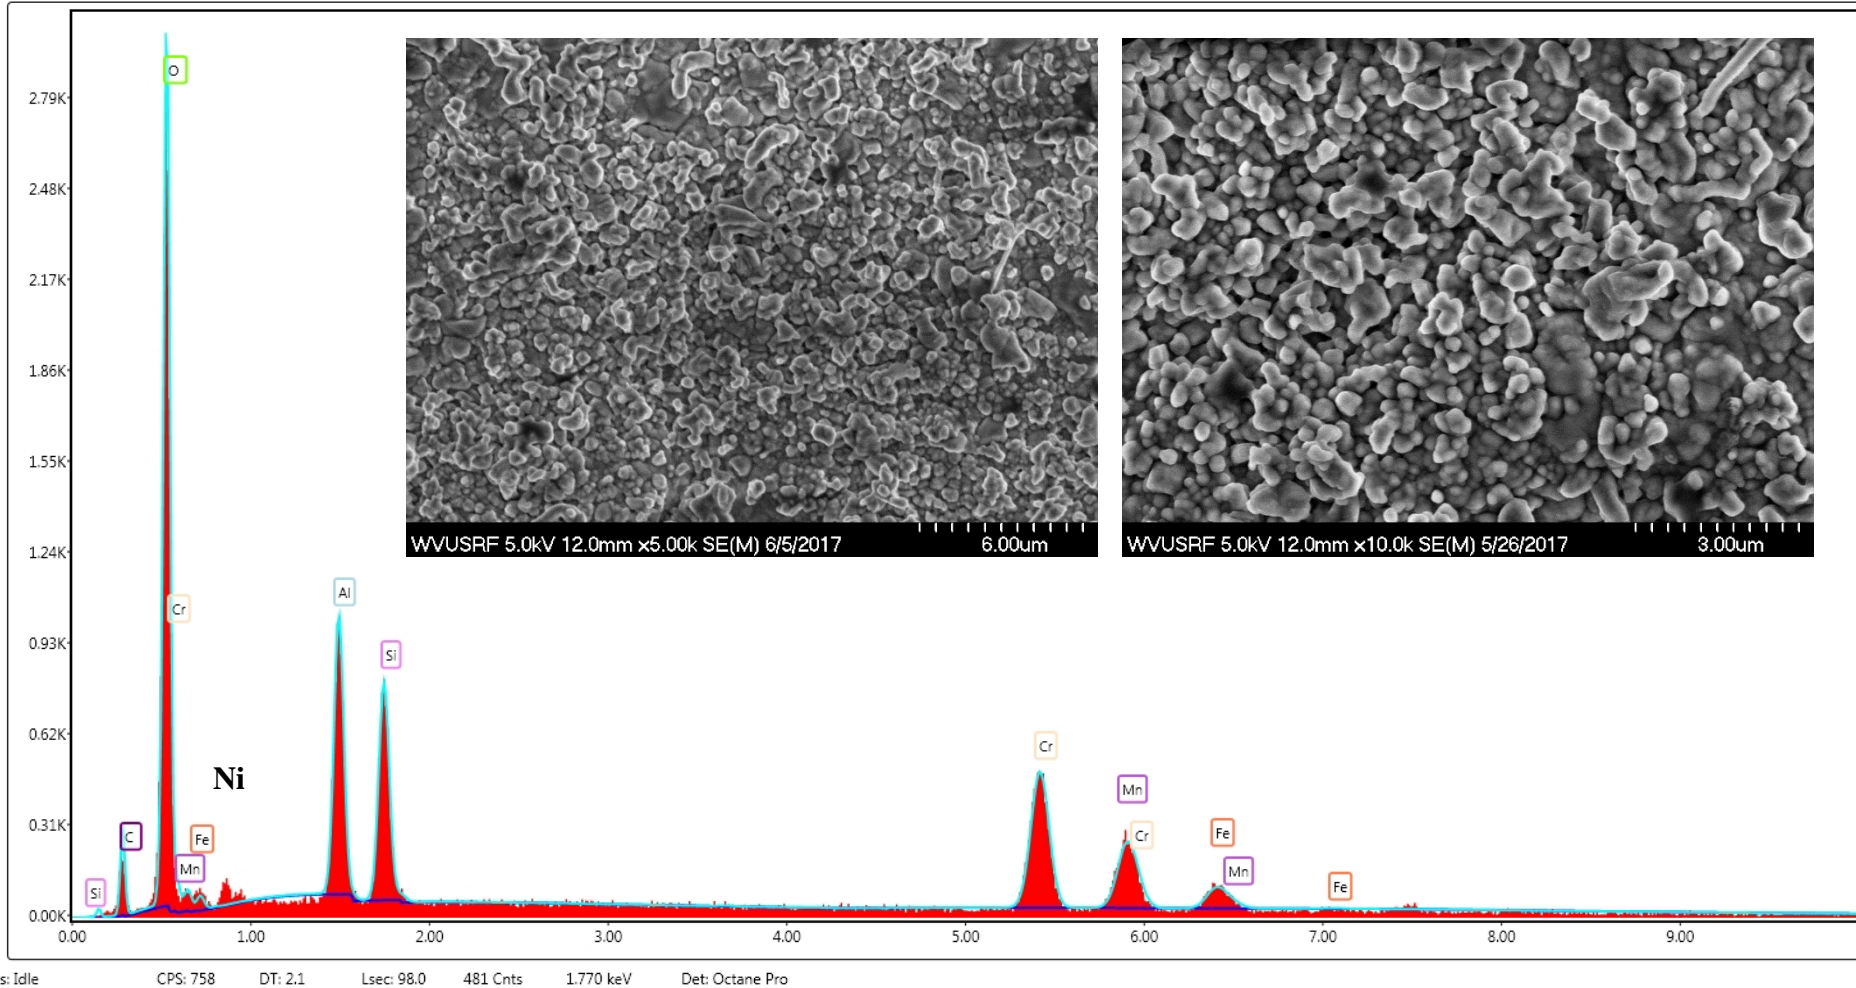 O
2.79K
2.48K
2.17K
1.86K
1.55K
1.24K
0.93K
0.62K
0.31K
0.00K
WVUSRF 5.0kV 12.0mm x5.00k SE(M) 6/5/2017
6.00um
WVUSRF 5.0kV 12.0mm x10.0k SE(M) 5/26/2017
3.00um
Al
Cr
Si
Cr
Ni
Mn
C
Fe
Cr
Fe
Mn
Mn
Si
Fe
0.00
1.00
2.00
3.00
4.00
5.00
6.00
7.00
8.00
9.00
s: Idle CPS: 758 DT: 2.1 Lsec: 98.0 481 Cnts 1.770 keV Det: Octane Pro